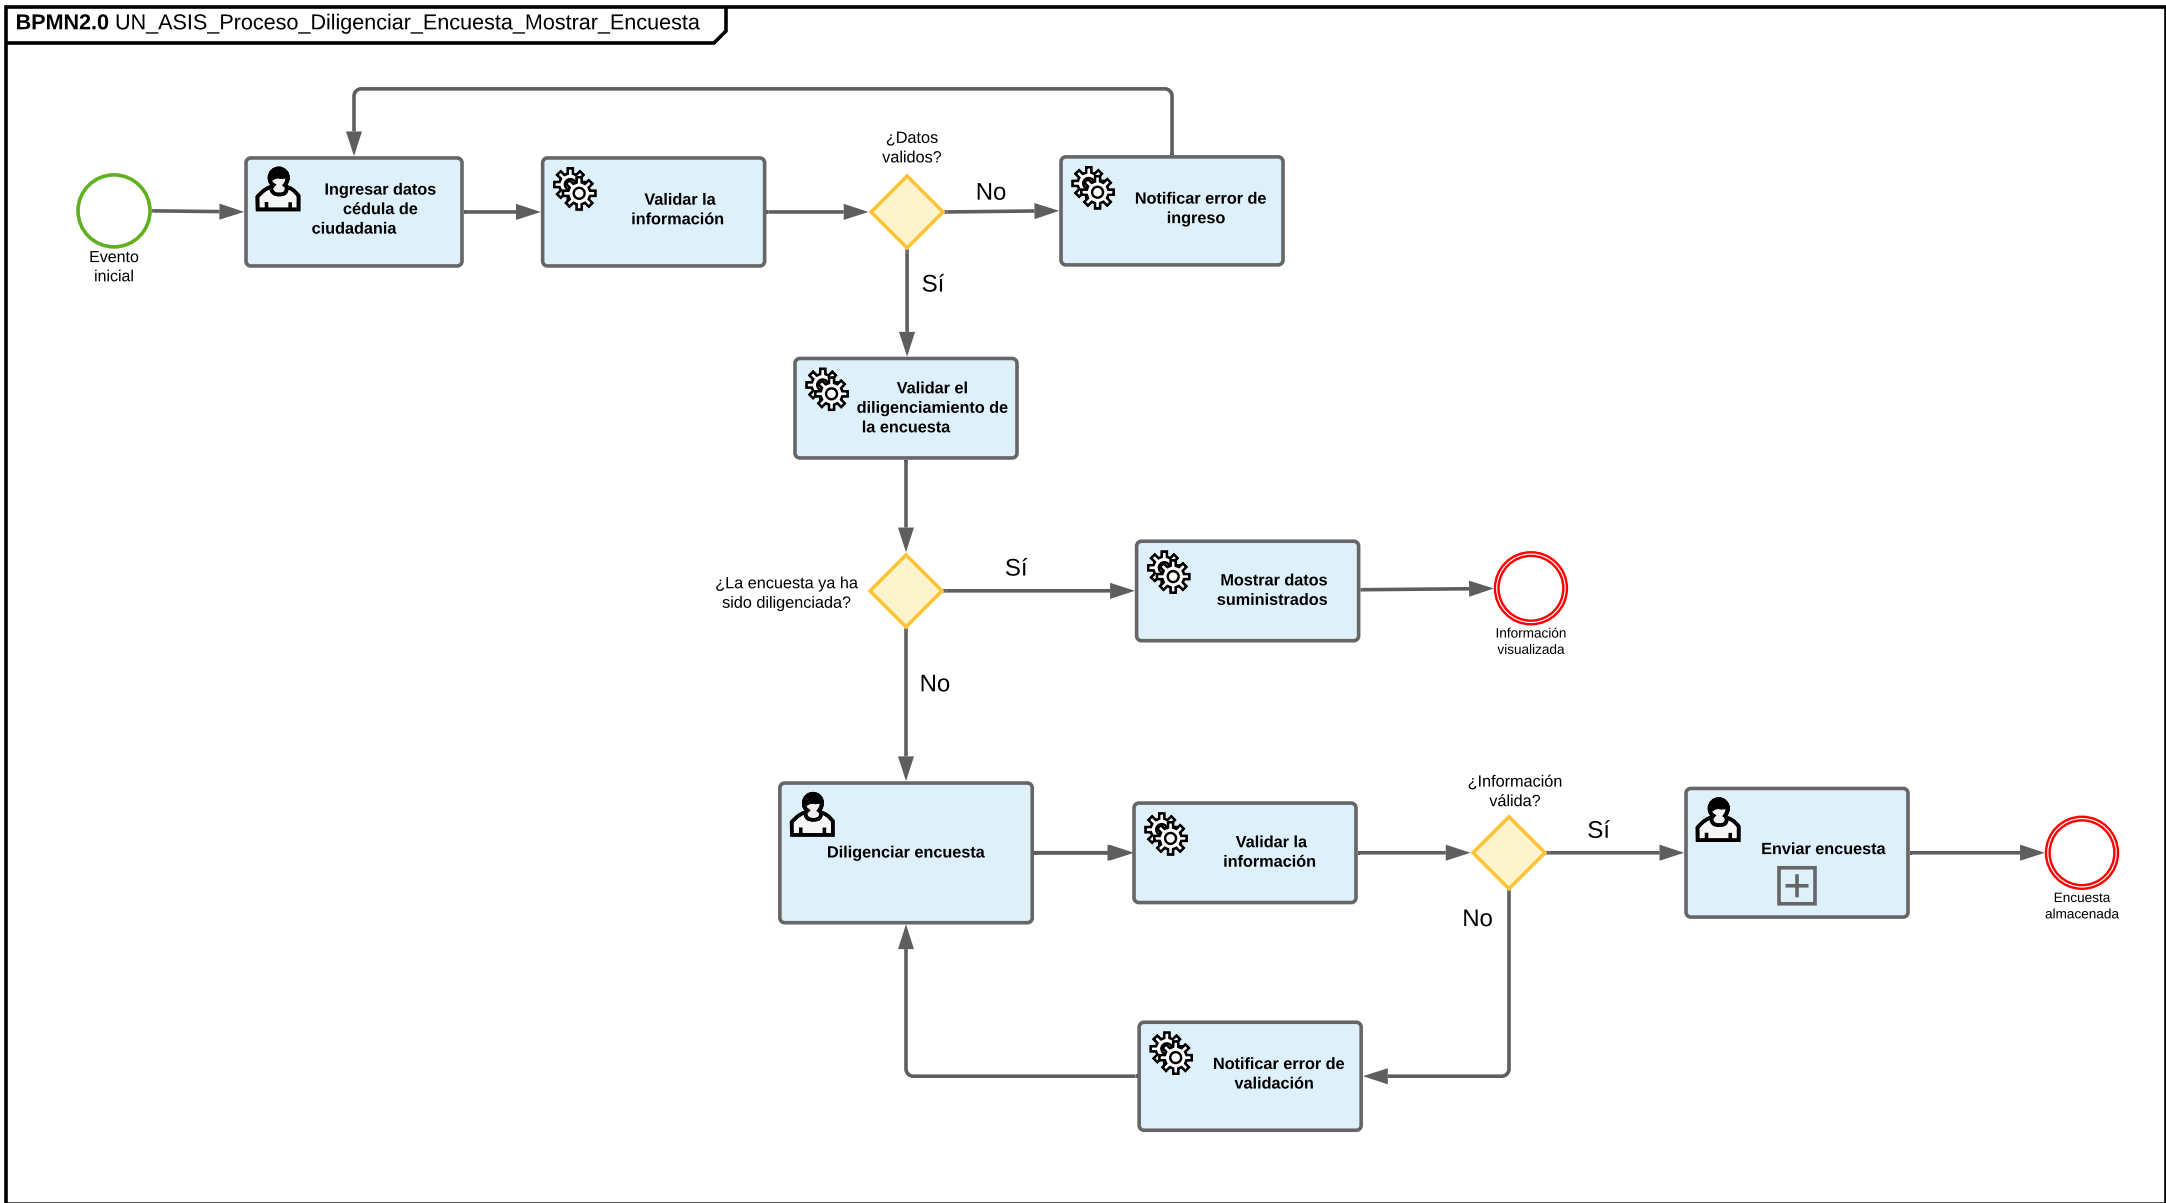 BPMN2.0 UN_ASIS_Proceso_Diligenciar_Encuesta_Mostrar_Encuesta
Evento
inicial
Ingresar datos
cédula de
ciudadania
Validar la
información
¿Datos
validos?
No
Notificar error de
ingreso
Sí
Validar el
diligenciamiento de
la encuesta
¿La encuesta ya ha
sido diligenciada?
Sí
Mostrar datos
suministrados
Información
visualizada
No
Diligenciar encuesta
Validar la
información
¿Información
válida?
Sí
Enviar encuesta
Encuesta
almacenada
No
Notificar error de
validación